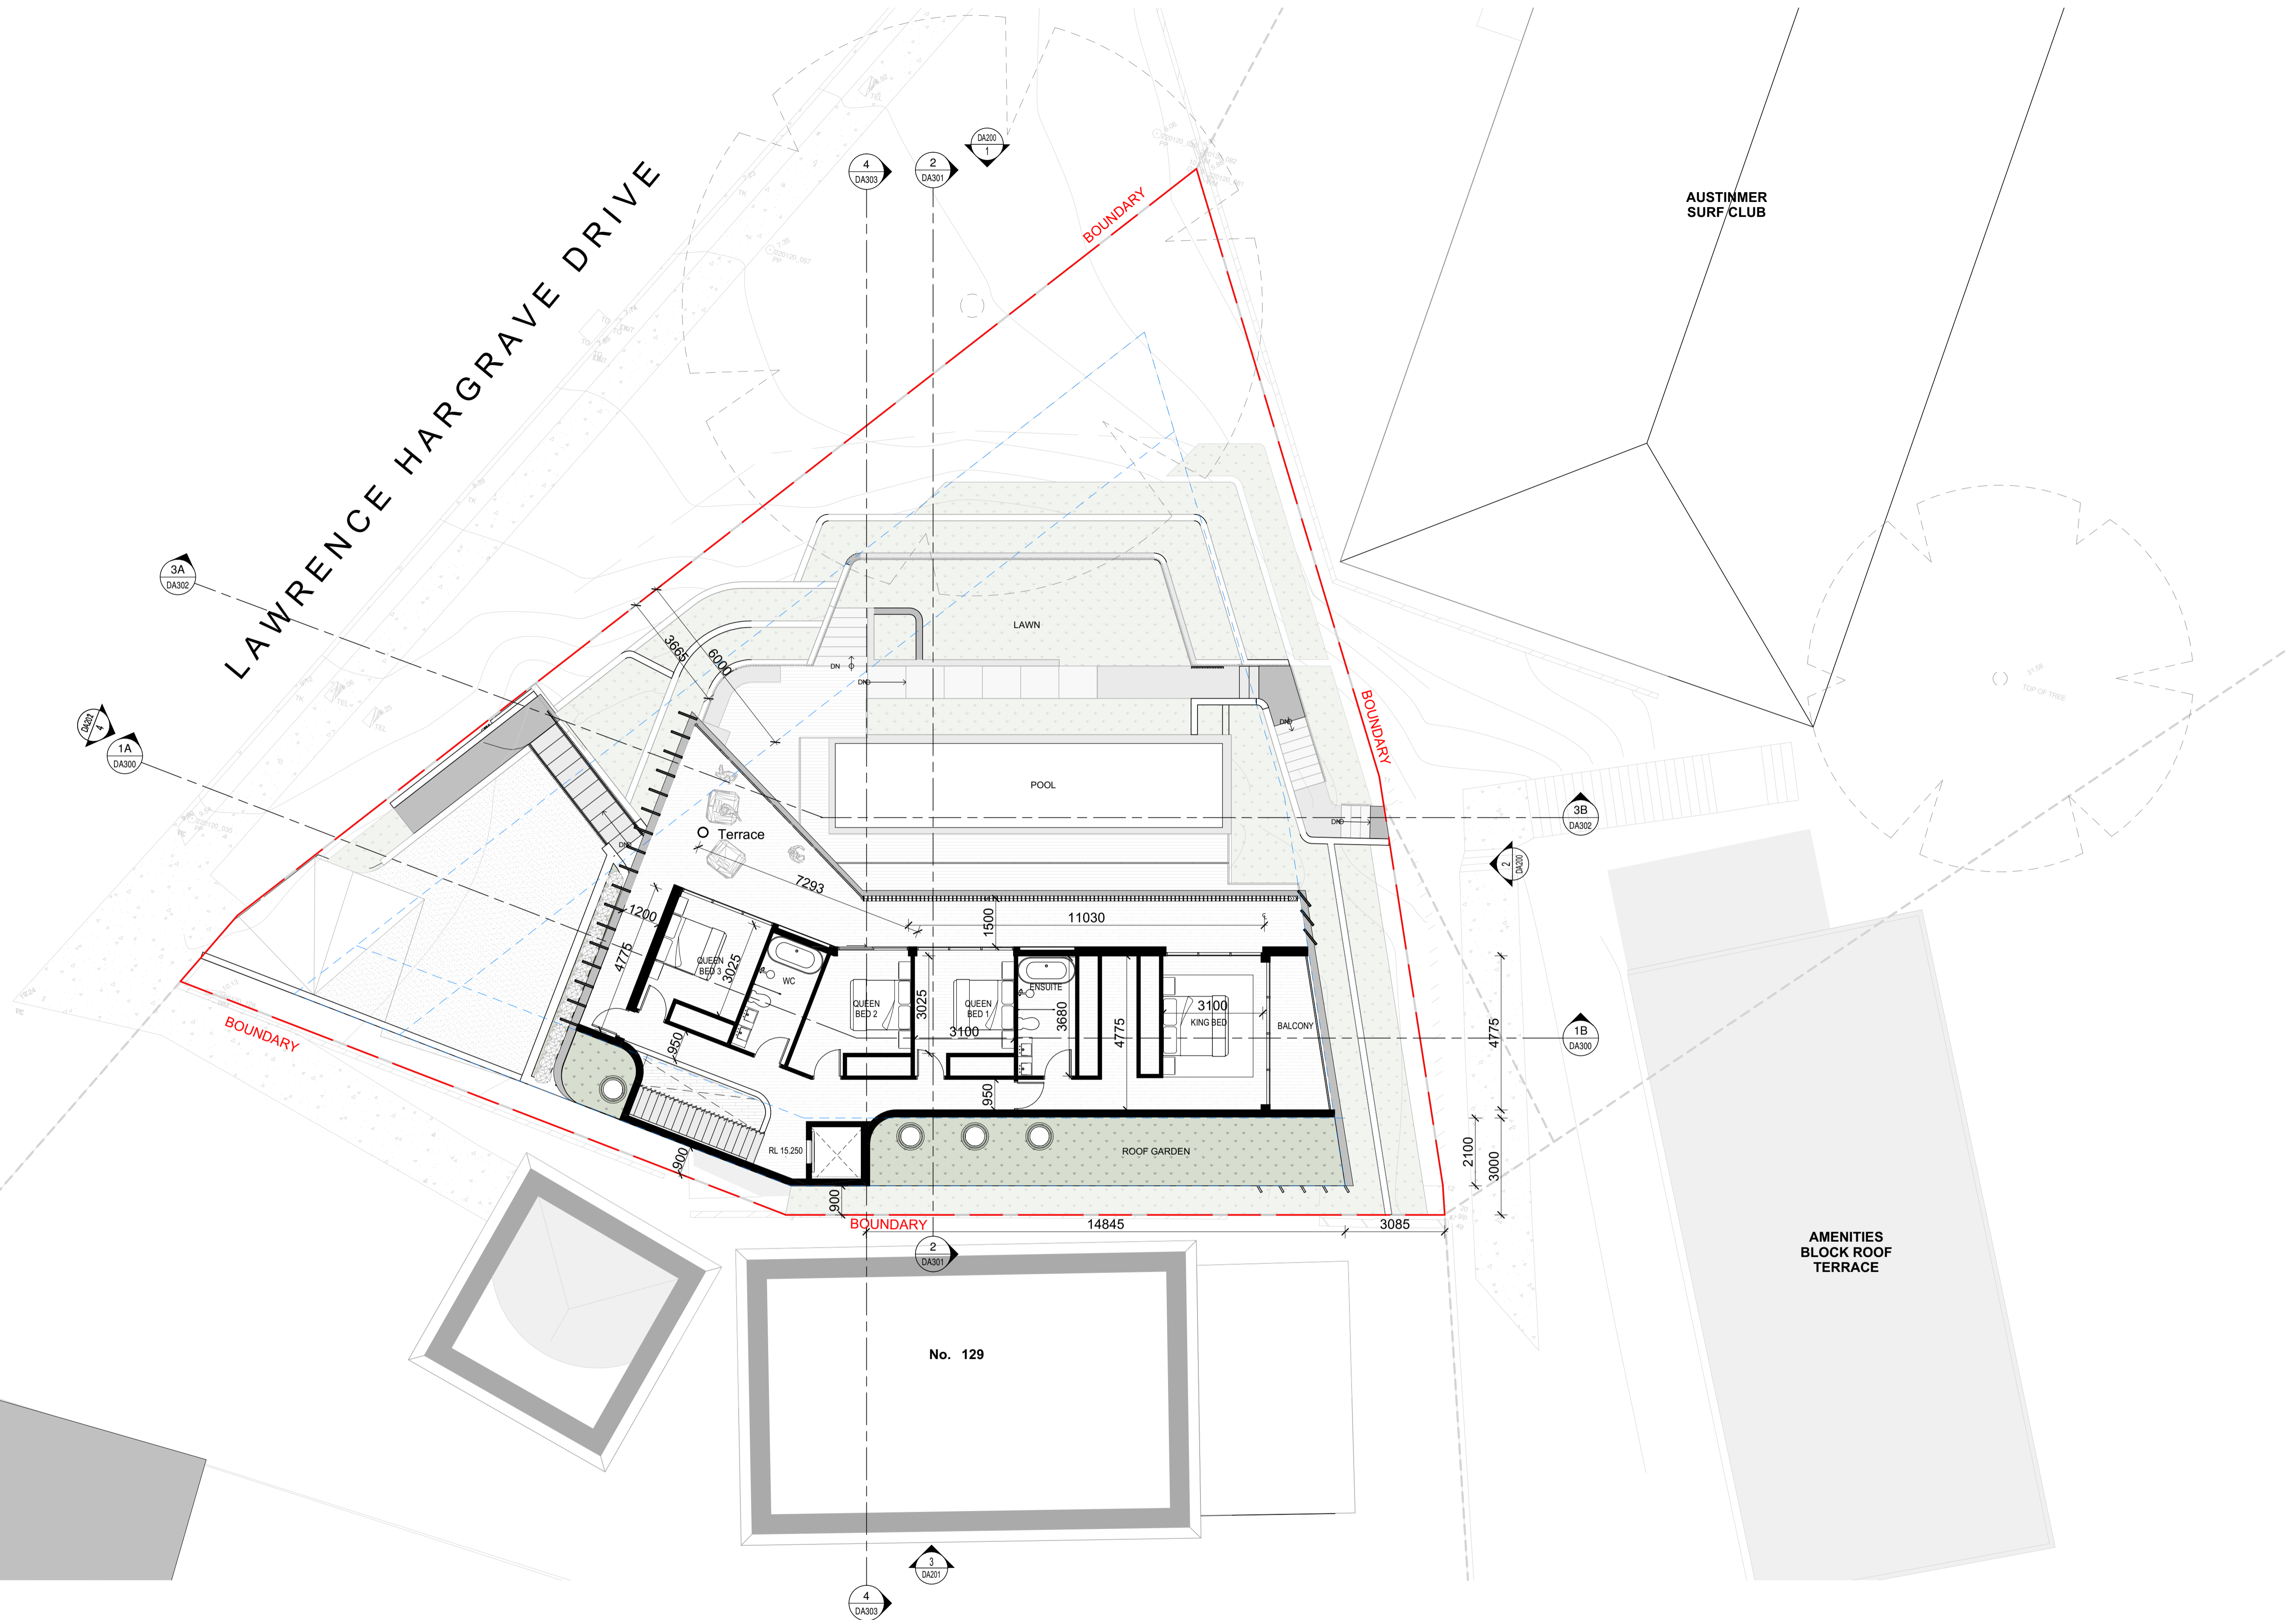 LAWRENCE HARGRAVE DRIVE
4
DA303
2
DA301
DA200
1
BOUNDARY
AUSTINMER
SURF CLUB
3A
DA302
LAWN
3665
6000
DN
DN
BOUNDARY
DN
TOP OF TREE
4
1A
DA300
POOL
3B
DA302
DN
Terrace
DN
2
DA200
7293
1200
1500
11030
4775
QUEEN
BED 3
3025
WC
QUEEN
BED 2
3025
QUEEN
BED 1
3100
ENSUITE
3680
4775
3100
KING BED
BALCONY
4775
1B
DA300
BOUNDARY
950
950
RL 15.250
ROOF GARDEN
2100
3000
900
900
BOUNDARY
14845
3085
2
DA301
AMENITIES
BLOCK ROOF
TERRACE
No. 129
3
DA201
4
DA303